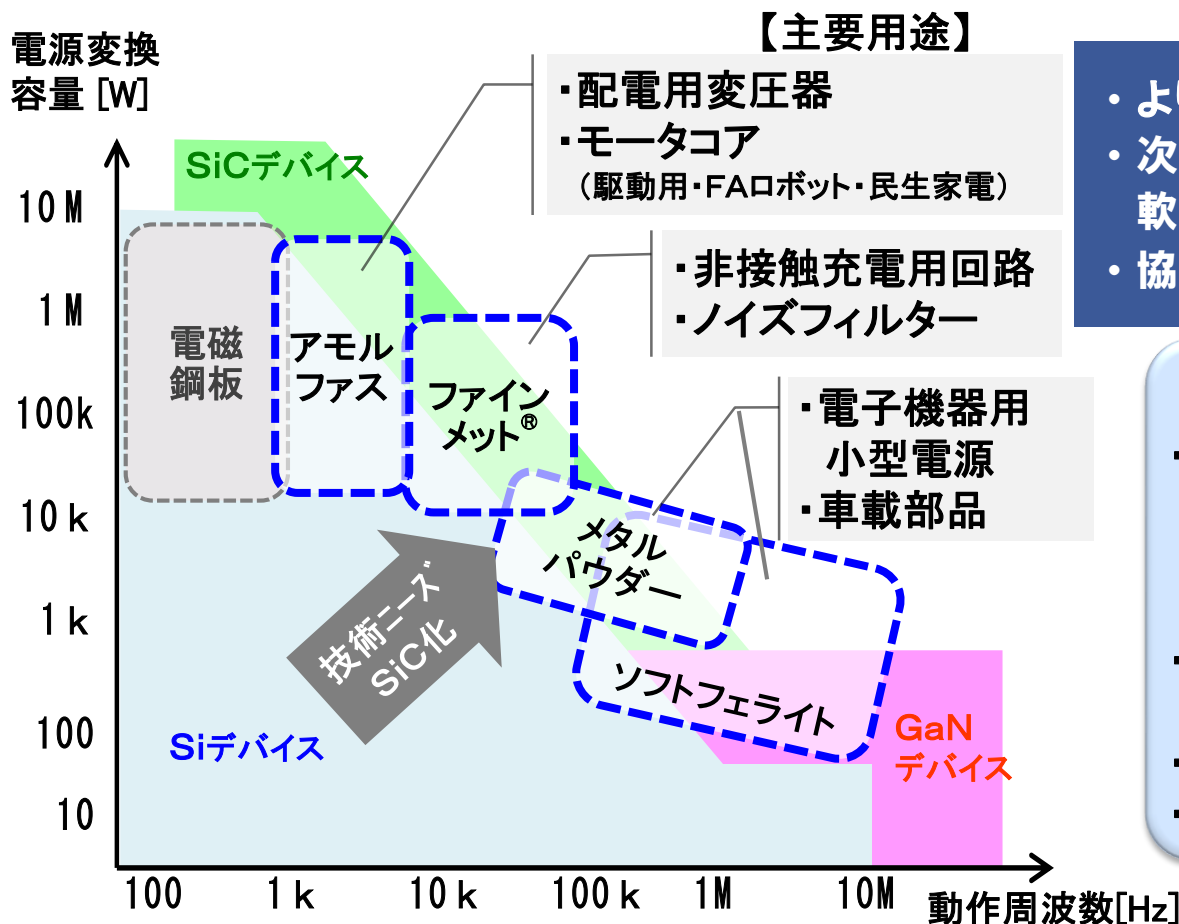 電源変換
容量 [W]
【主要用途】
・配電用変圧器
・モータコア
（駆動用・FAロボット・民生家電）
・よ
・次
軟
・協
SiCデバイス
10M
1M
100k
10k
1k
100
10
・非接触充電用回路
・ノイズフィルター
電磁
鋼板
アモル
ファス
ファイン
メット®
・電子機器用
小型電源
・車載部品
メタル
パウダー
技術ニーズ
SiC化
ソフトフェライト
Siデバイス
GaN
デバイス
100 1k 10k 100k 1M 10M
動作周波数[Hz]